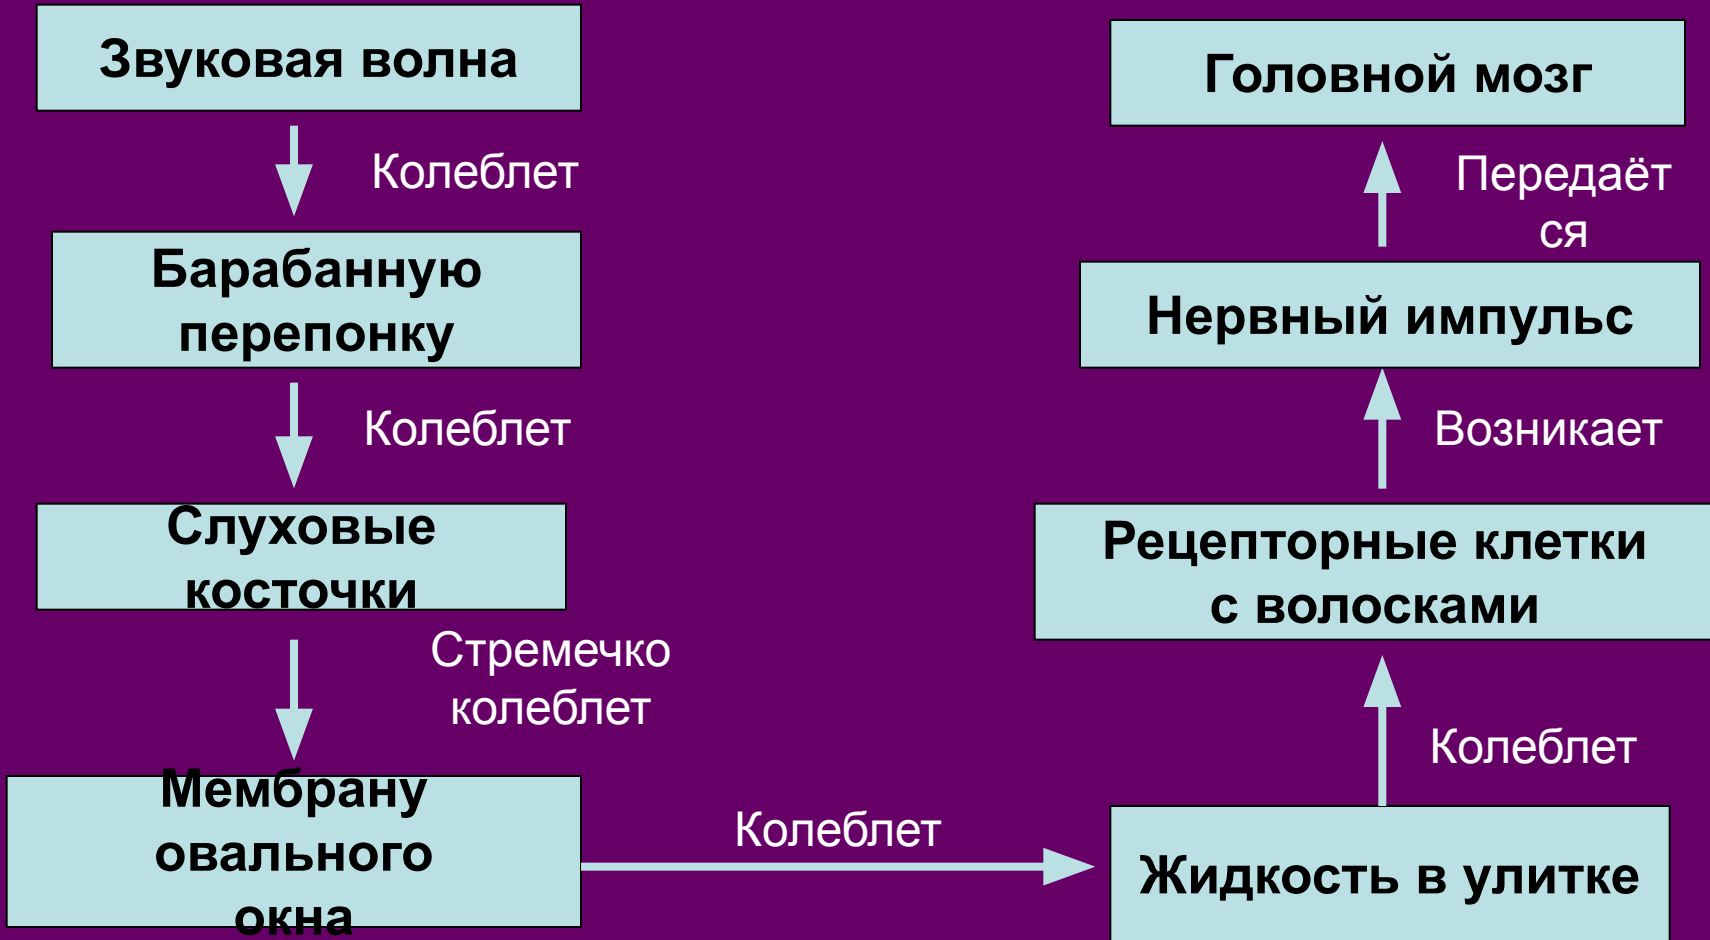 Звуковая волна
Колеблет
Барабанную
перепонку
Колеблет
Слуховые
косточки
Стремечко
колеблет
Мембрану
овального
окна
Колеблет
Жидкость в улитке
Колеблет
Рецепторные клетки
с волосками
Возникает
Нервный импульс
Передаёт
ся
Головной мозг